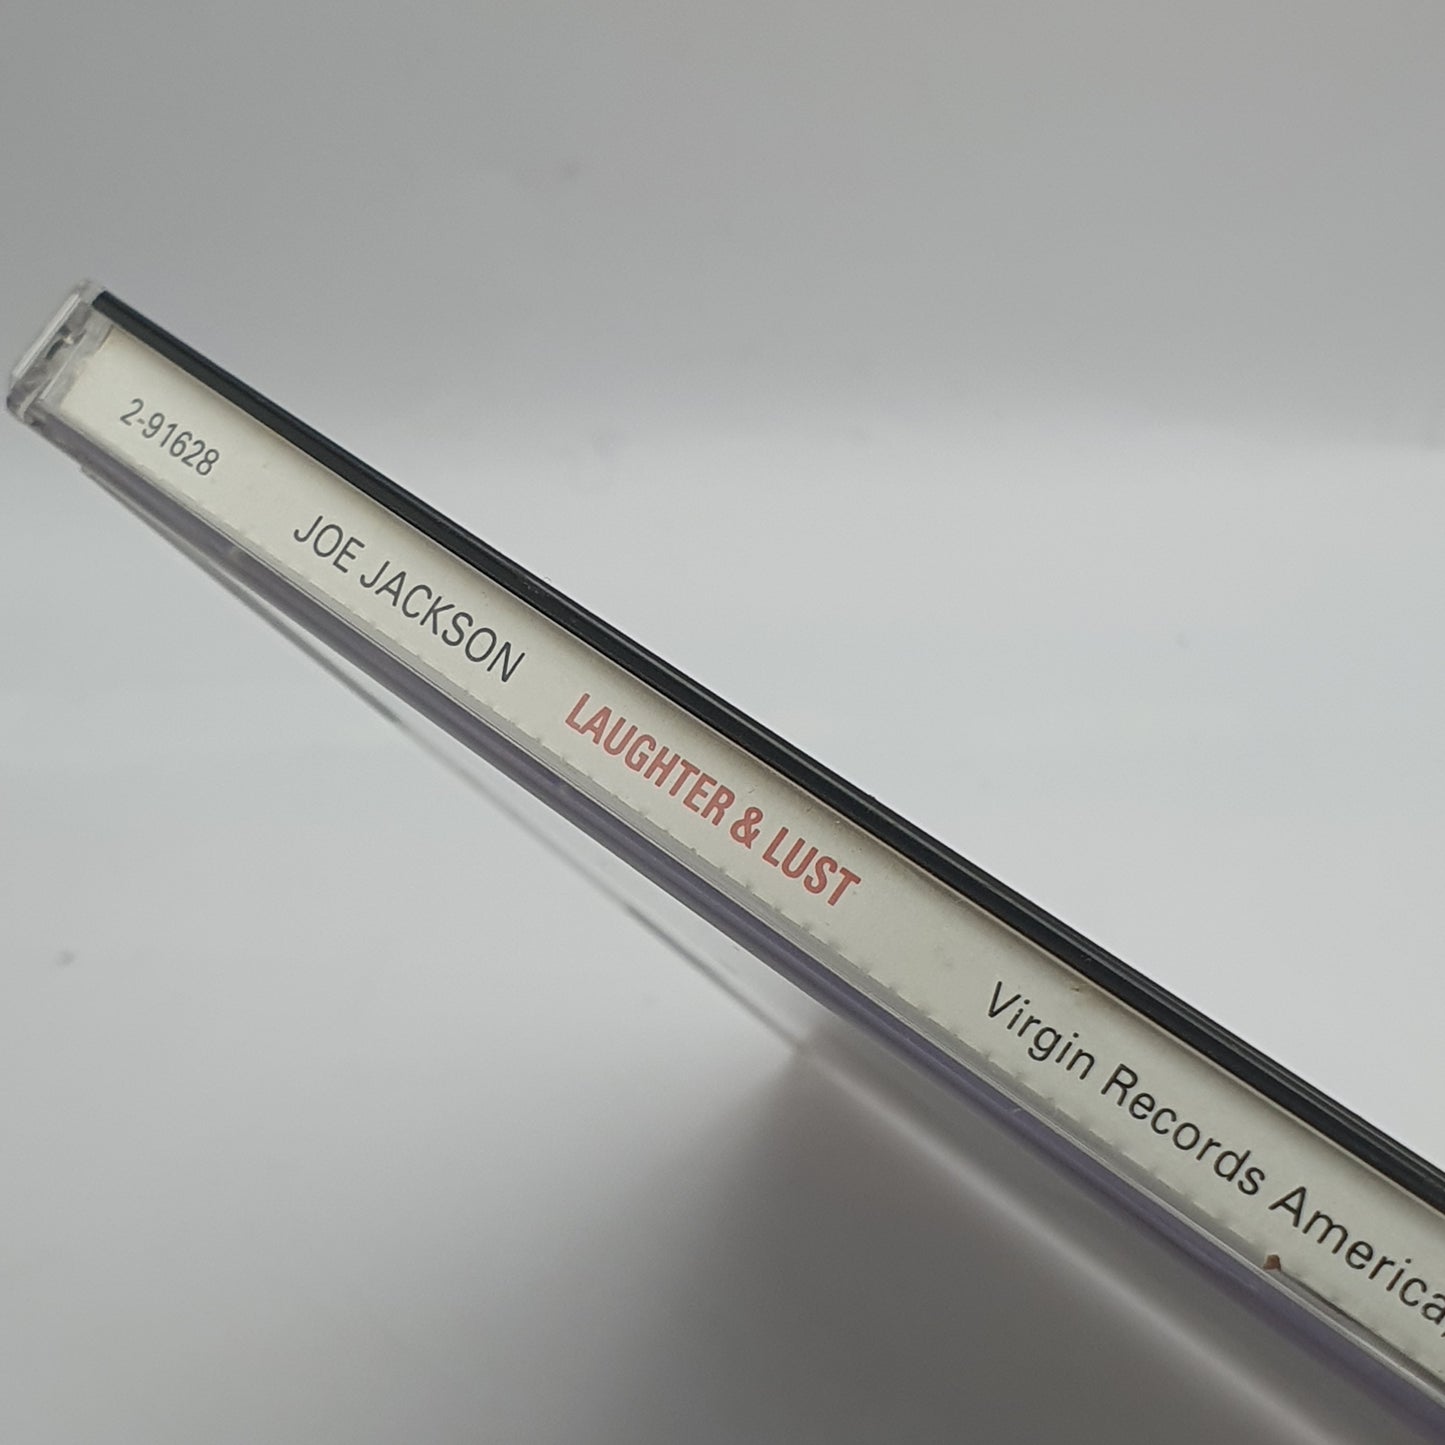 2-91628 JOE JACKSON LAUGHTER & LUST Virgin Records America,